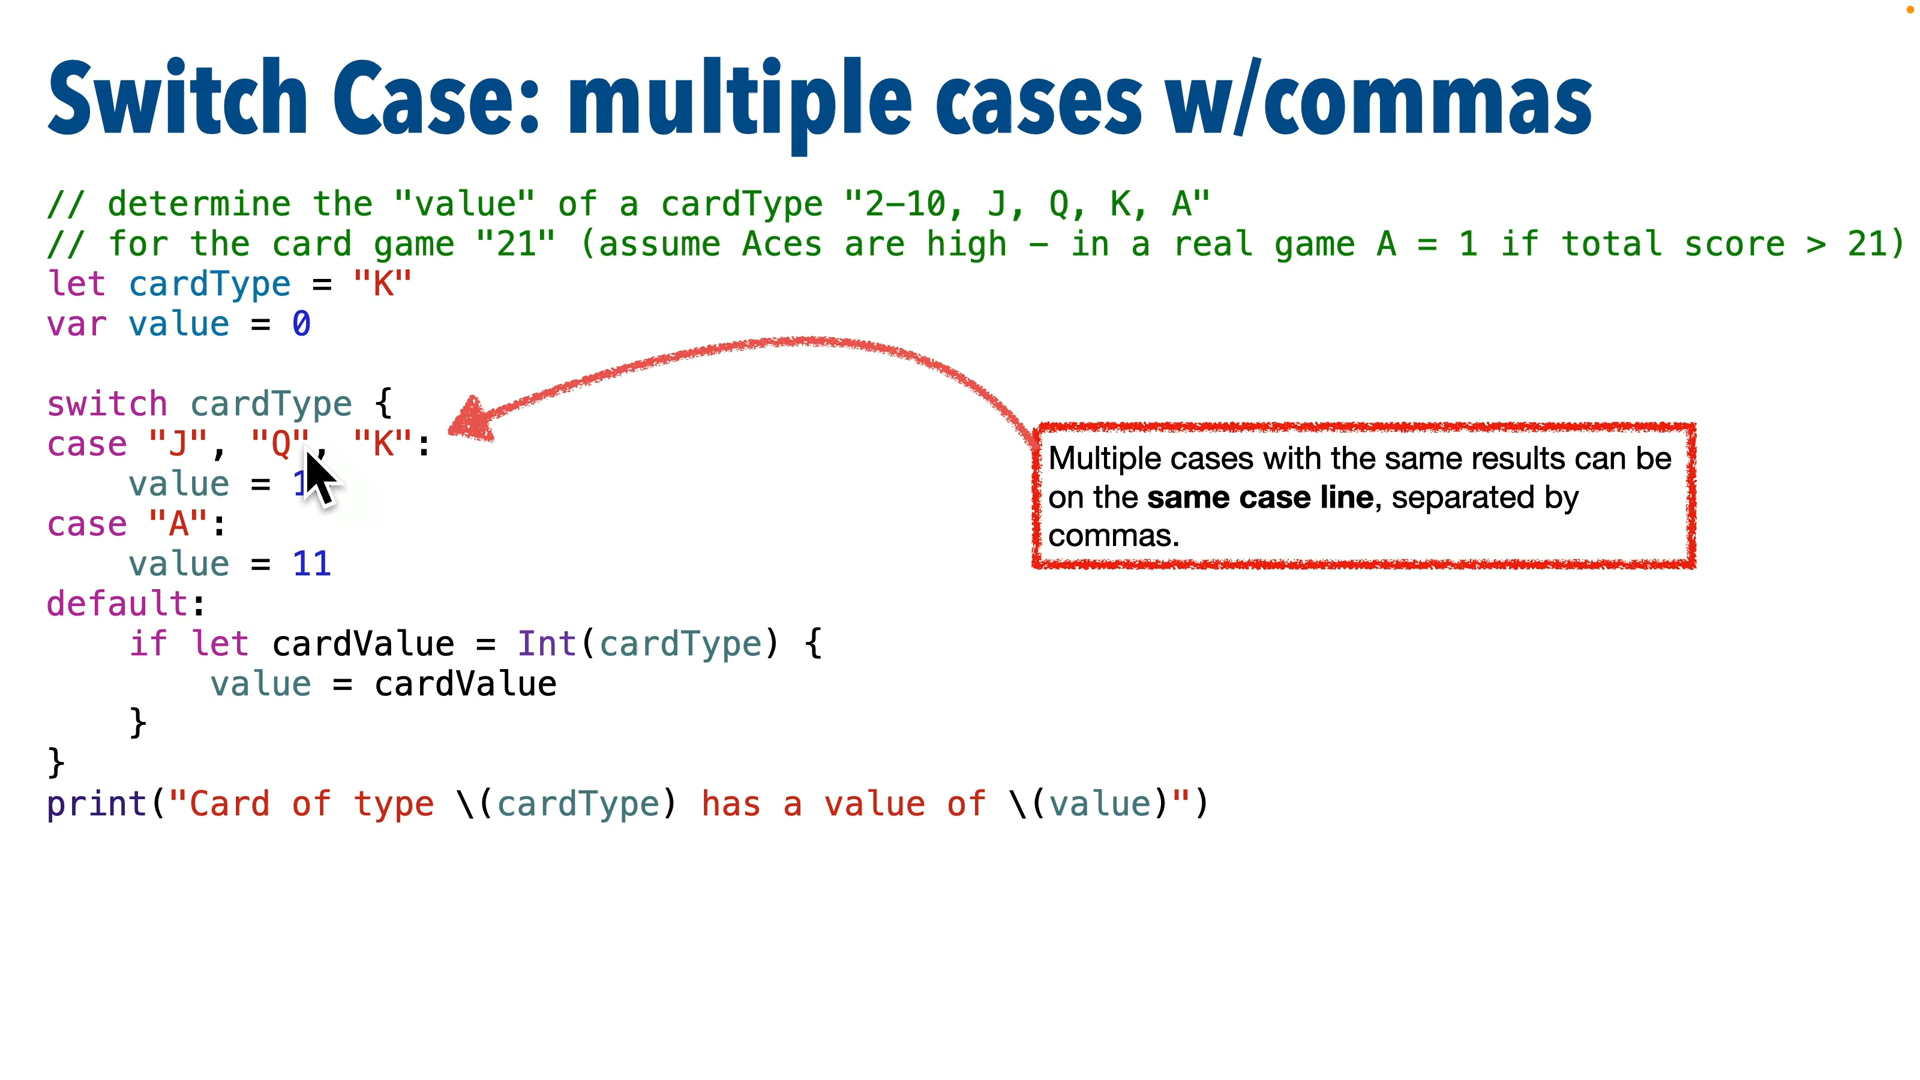 Switch Case: multiple cases w/commas
// determine the "value" of a cardType "2-10, J, Q, K, A"
// for the card game "21" (assume Aces are high - in a real game A = 1 if total score > 21)
let cardType = "K"
var value = 0
switch cardType {
case "J", "Q", "K":
value = 1
case "A":
value = 11
default:
if let cardValue = Int(cardType) {
value = cardValue
}
}
print("Card of type \(cardType) has a value of \(value)")
Multiple cases with the same results can be
on the same case line, separated by
commas.